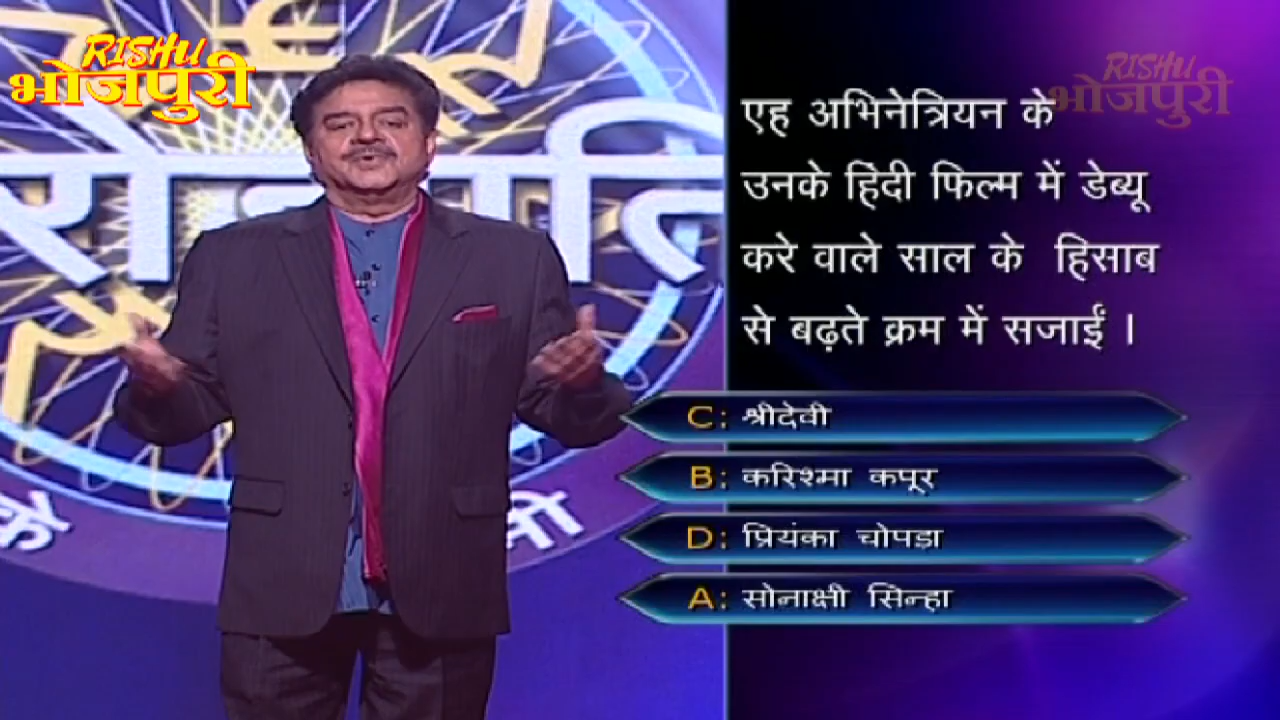 RISHU
भोजपुरी
RISHU
भोजपुरी
एह अभिनेत्रियन के
उनके हिंदी फिल्म में डेब्यू
करे वाले साल के हिसाब
से बढ़ते क्रम में सजाईं ।
C: श्रीदेवी
B: करिश्मा कपूर
D: प्रियंका चोपड़ा
A: सोनाक्षी सिन्हा